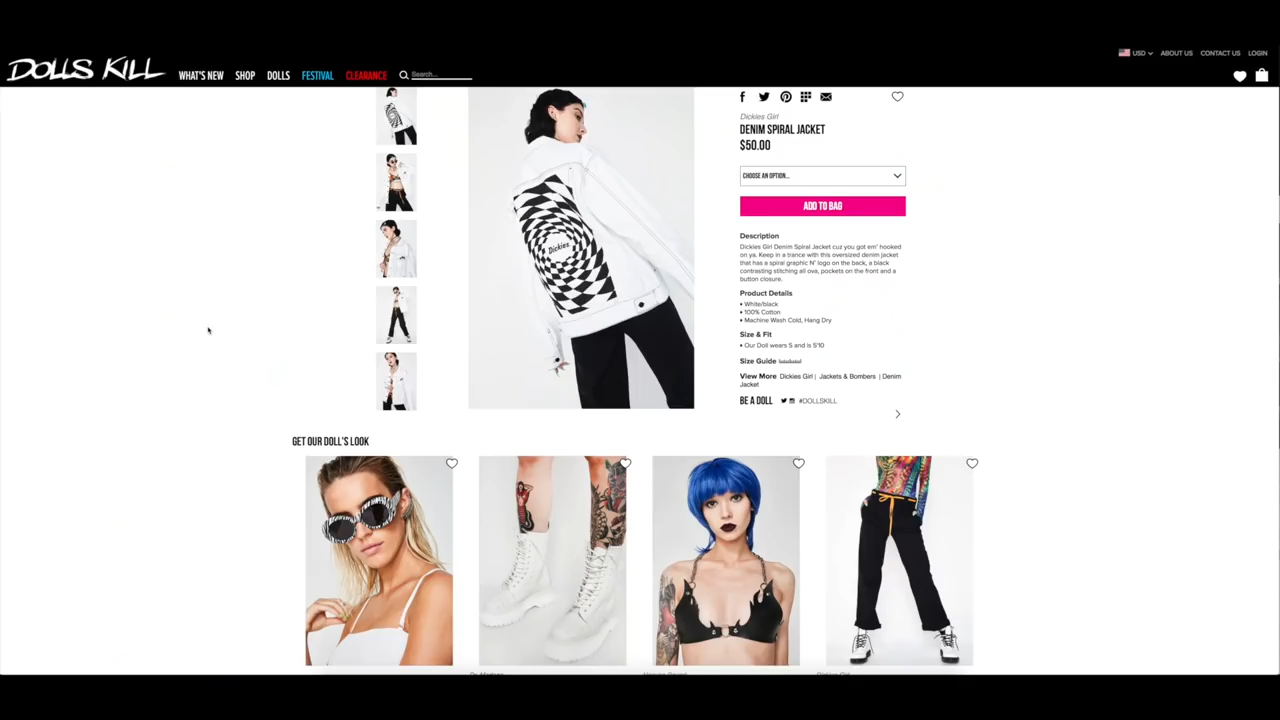 USD ABOUT US CONTACT US LOGIN
DOLLS KILL WHAT'S NEW SHOP DOLLS FESTIVAL CLEARANCE Search...
Dickies Girl
DENIM SPIRAL JACKET
$50.00
CHOOSE AN OPTION...
ADD TO BAG
Dickies
Description
Dickies Girl Denim Spiral Jacket cuz you got em' hooked
on ya. Keep in a trance with this oversized denim jacket
that has a spiral graphic N' logo on the back, a black
contrasting stitching all ova, pockets on the front and a
button closure.
Product Details
• White/black
• 100% Cotton
• Machine Wash Cold, Hang Dry
Size & Fit
• Our Doll wears S and is 5'10
Size Guide
View More Dickies Girl | Jackets & Bombers | Denim
Jacket
BE A DOLL #DOLLSKILL
GET OUR DOLL'S LOOK